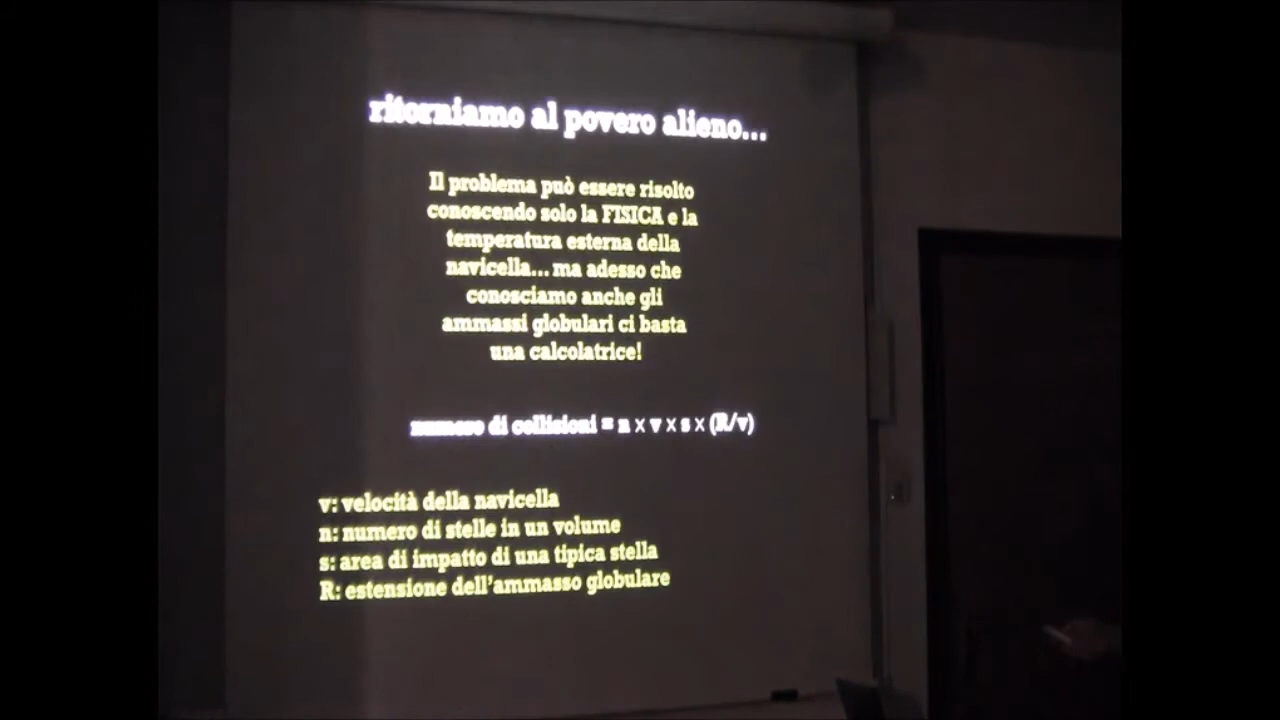 ritorniamo al povero alieno...
Il problema può essere risolto
conoscendo solo la FISICA e la
temperatura esterna della
navicella... ma adesso che
conosciamo anche gli
ammassi globulari ci basta
una calcolatrice!
numero di collisioni = n x v x s x (R/v)
v: velocità della navicella
n: numero di stelle in un volume
s: area di impatto di una tipica stella
R: estensione dell'ammasso globulare